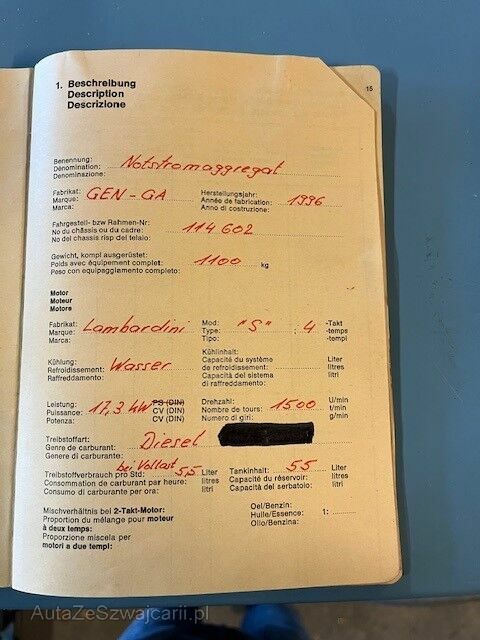 15
1. Beschreibung
Description
Descrizione
Benennung:
Dénomination: Notstromaggregat
Denominazione:
Fabrikat: Herstellungsjahr:
Marque: GEN-GA Année de fabrication: 1996
Marca: Anno di costruzione:
Fahrgestell- bzw Rahmen-Nr:
No du châssis ou du cadre: 114 602
No del chassis risp del telaio:
Gewicht, kompl ausgerüstet:
Poids avec équipement complet: 1100 kg
Peso con equipaggiamento completo:
Motor
Moteur
Motore
Fabrikat: Mod: -Takt
Marque: Lombardini Type: "S" ; 4 -temps
Marca: Tipo: -tempi
Kühlinhalt:
Kühlung: Capacité du système Liter
Refroidissement: Wasser de refroidissement: litres
Raffreddamento: Capacità del sistema litri
di raffreddamento:
Leistung: PS (DIN) Drehzahl: U/min
Puissance: 17,3 kW CV (DIN) Nombre de tours: 1500 t/min
Potenza: CV (DIN) Numero di giri: g/min
Treibstoffart:
Genre de carburant: Diesel
Genere di carburante:
bei Vollast
Treibstoffverbrauch pro Std: 5,5 Liter Tankinhalt: 55 Liter
Consommation de carburant par heure: litres Capacité du réservoir: litres
Consumo di carburante per ora: litri Capacità del serbatoio: litri
Mischverhältnis bei 2-Takt-Motor: Oel/Benzin:
Proportion du mélange pour moteur Huile/Essence: 1:
à deux temps: Olio/Benzina:
Proporzione miscela per
motori a due tempi:
AutaZeSzwajcarii.pl